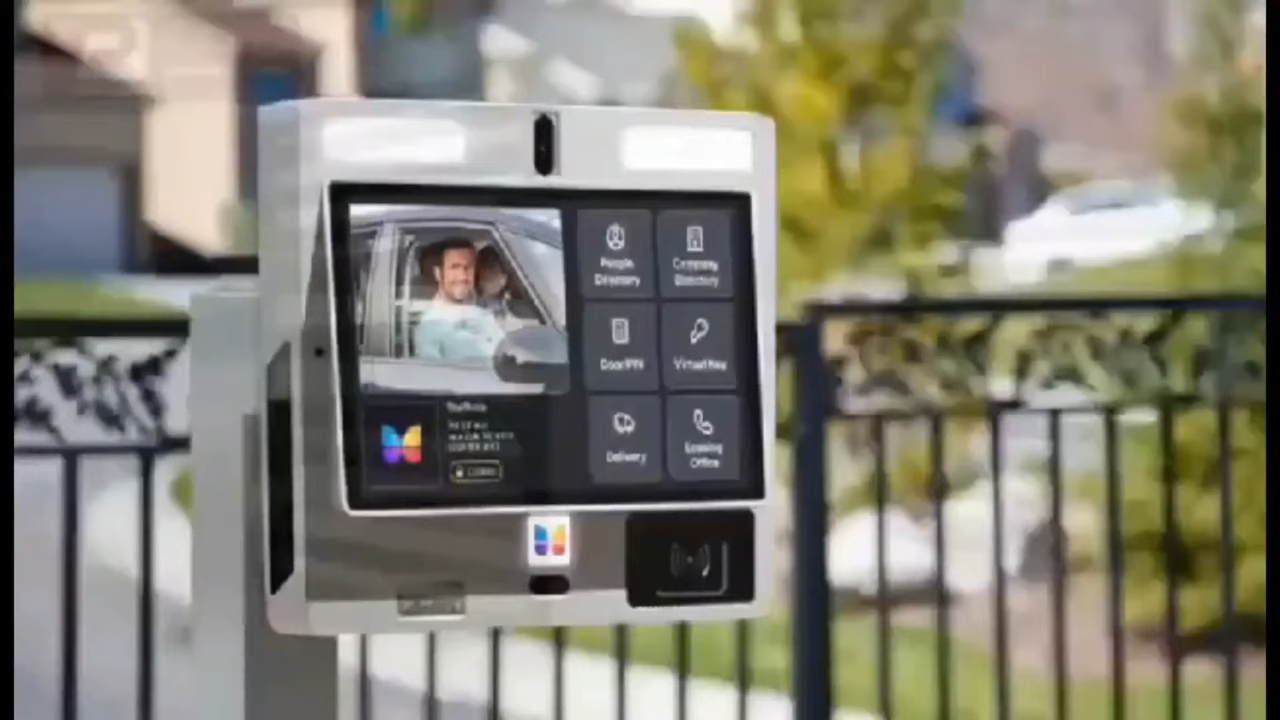 People
Directory
Company
Directory
Door PIN
Virtual Key
Delivery
Leasing
Office